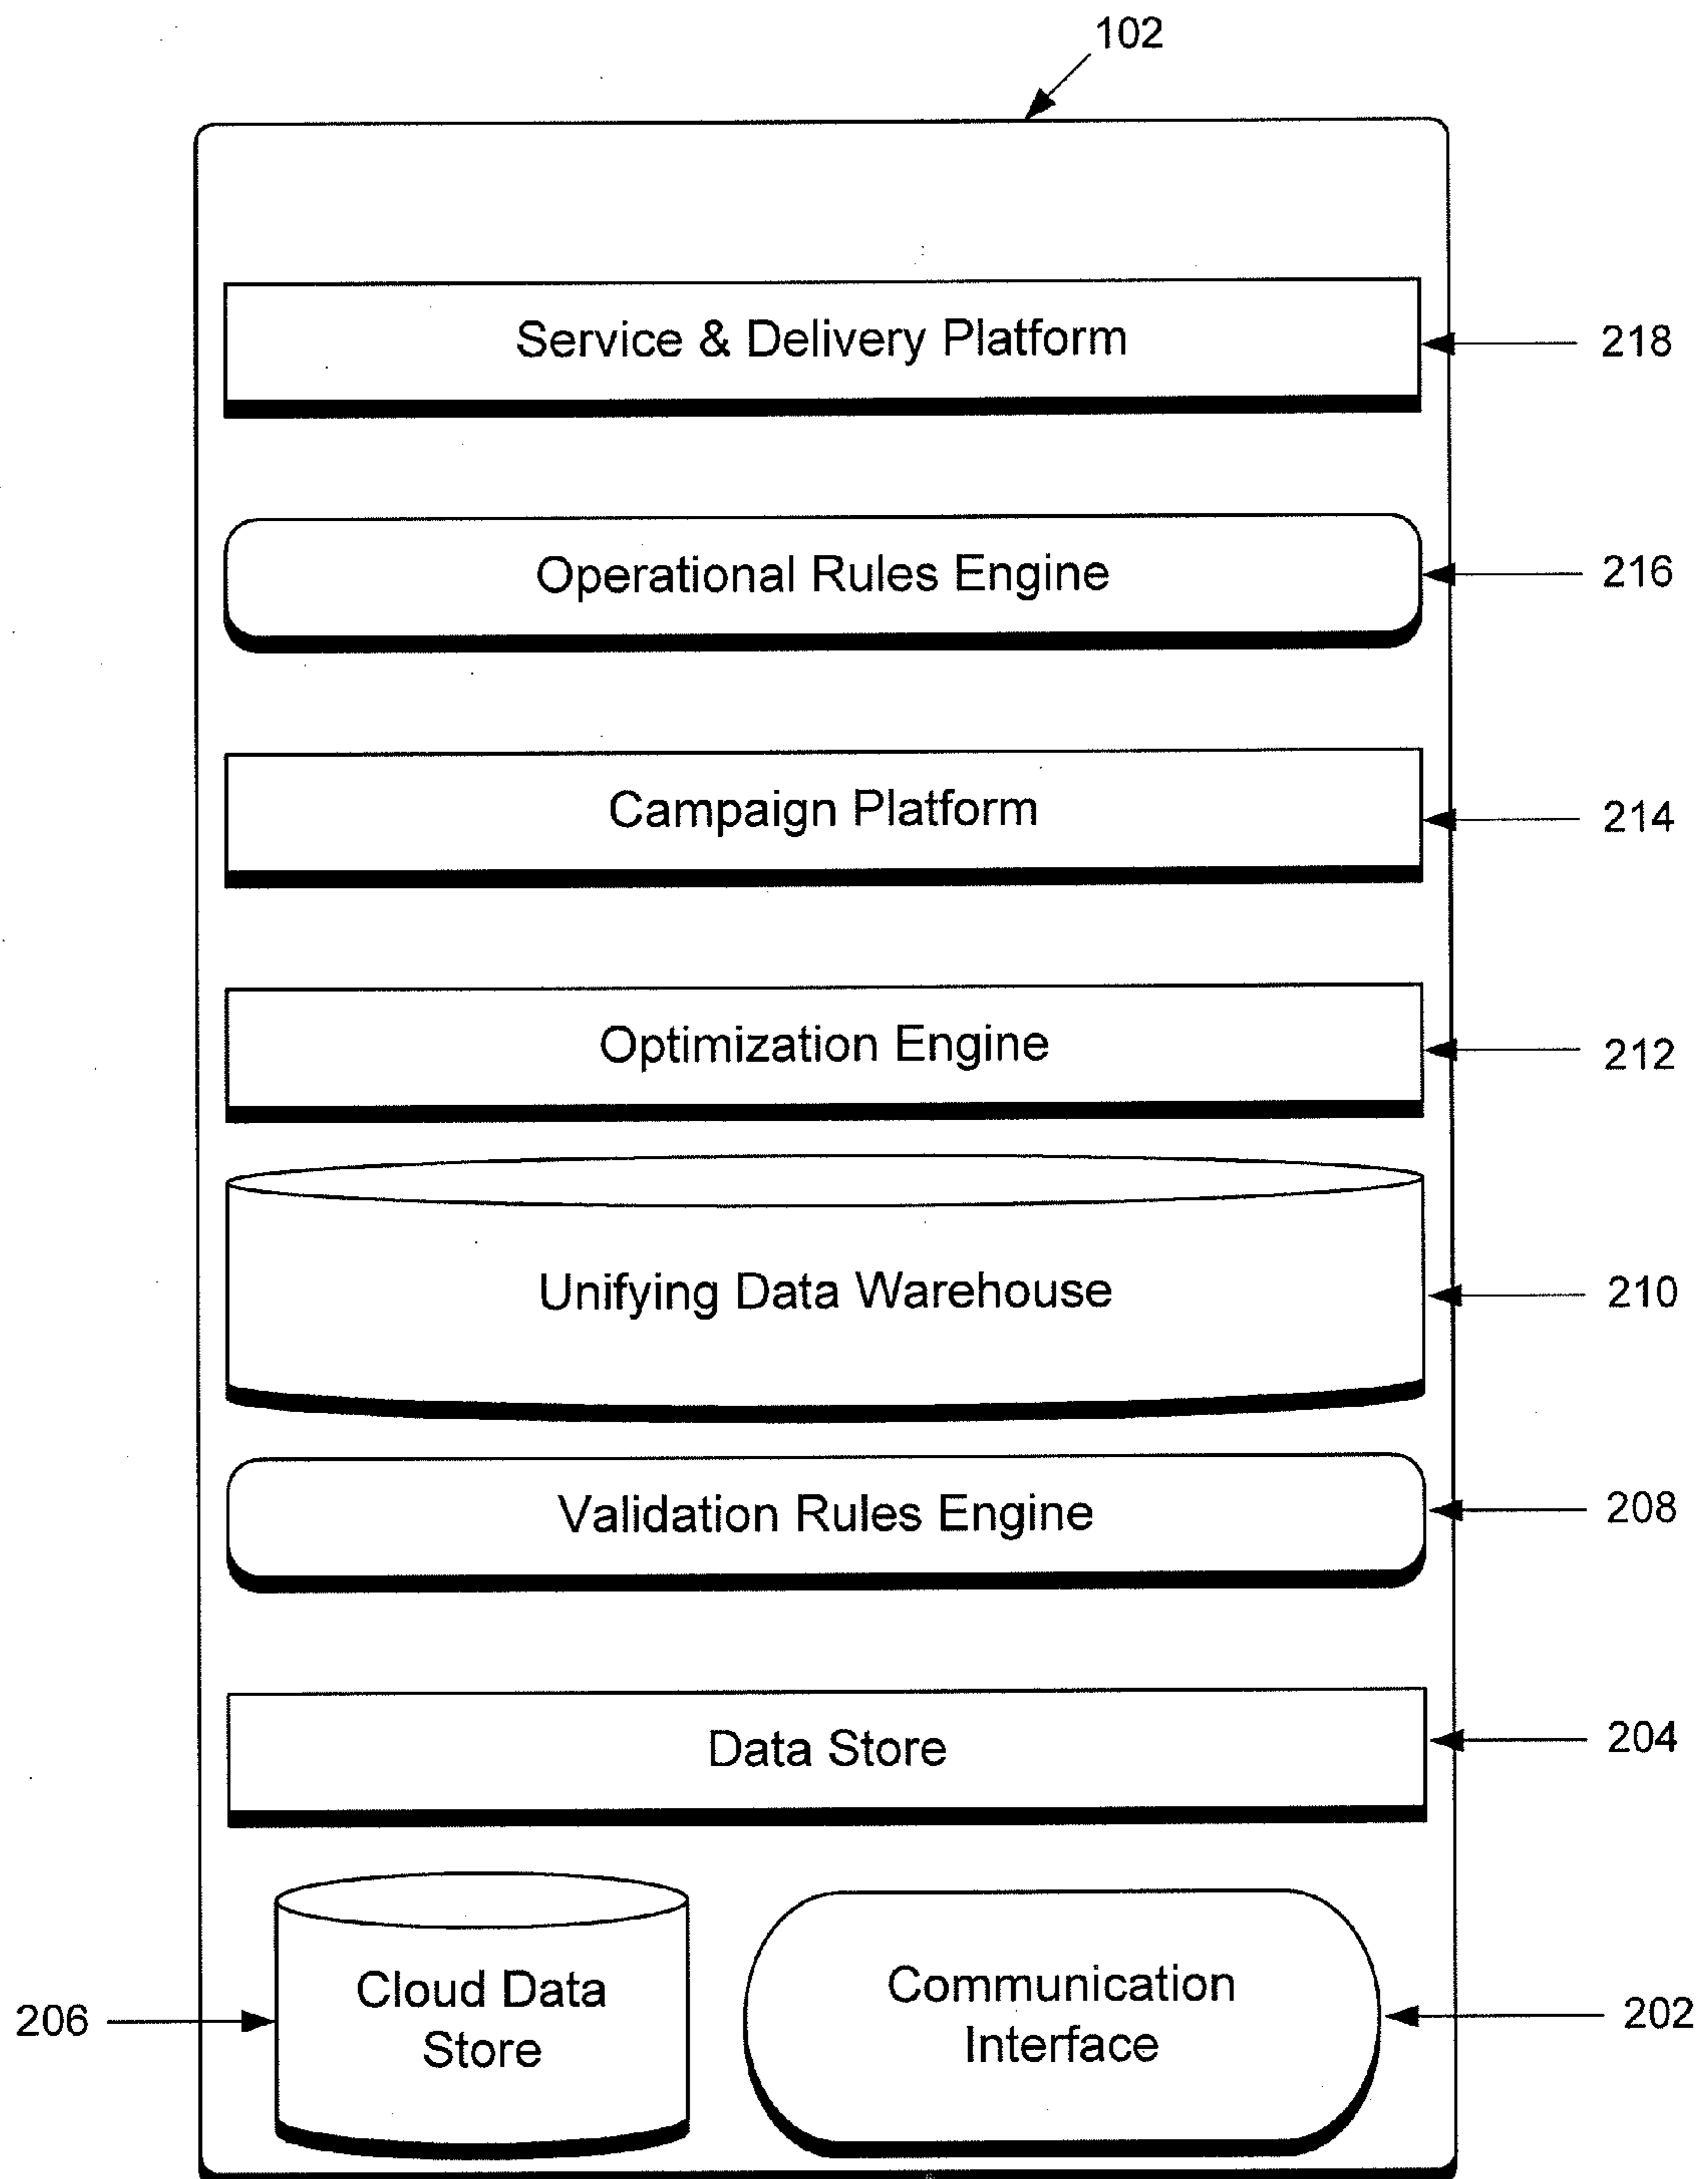 102
Service & Delivery Platform
218
Operational Rules Engine
216
Campaign Platform
214
Optimization Engine
212
Unifying Data Warehouse
210
Validation Rules Engine
208
Data Store
204
206
Cloud Data
Store
Communication
Interface
202